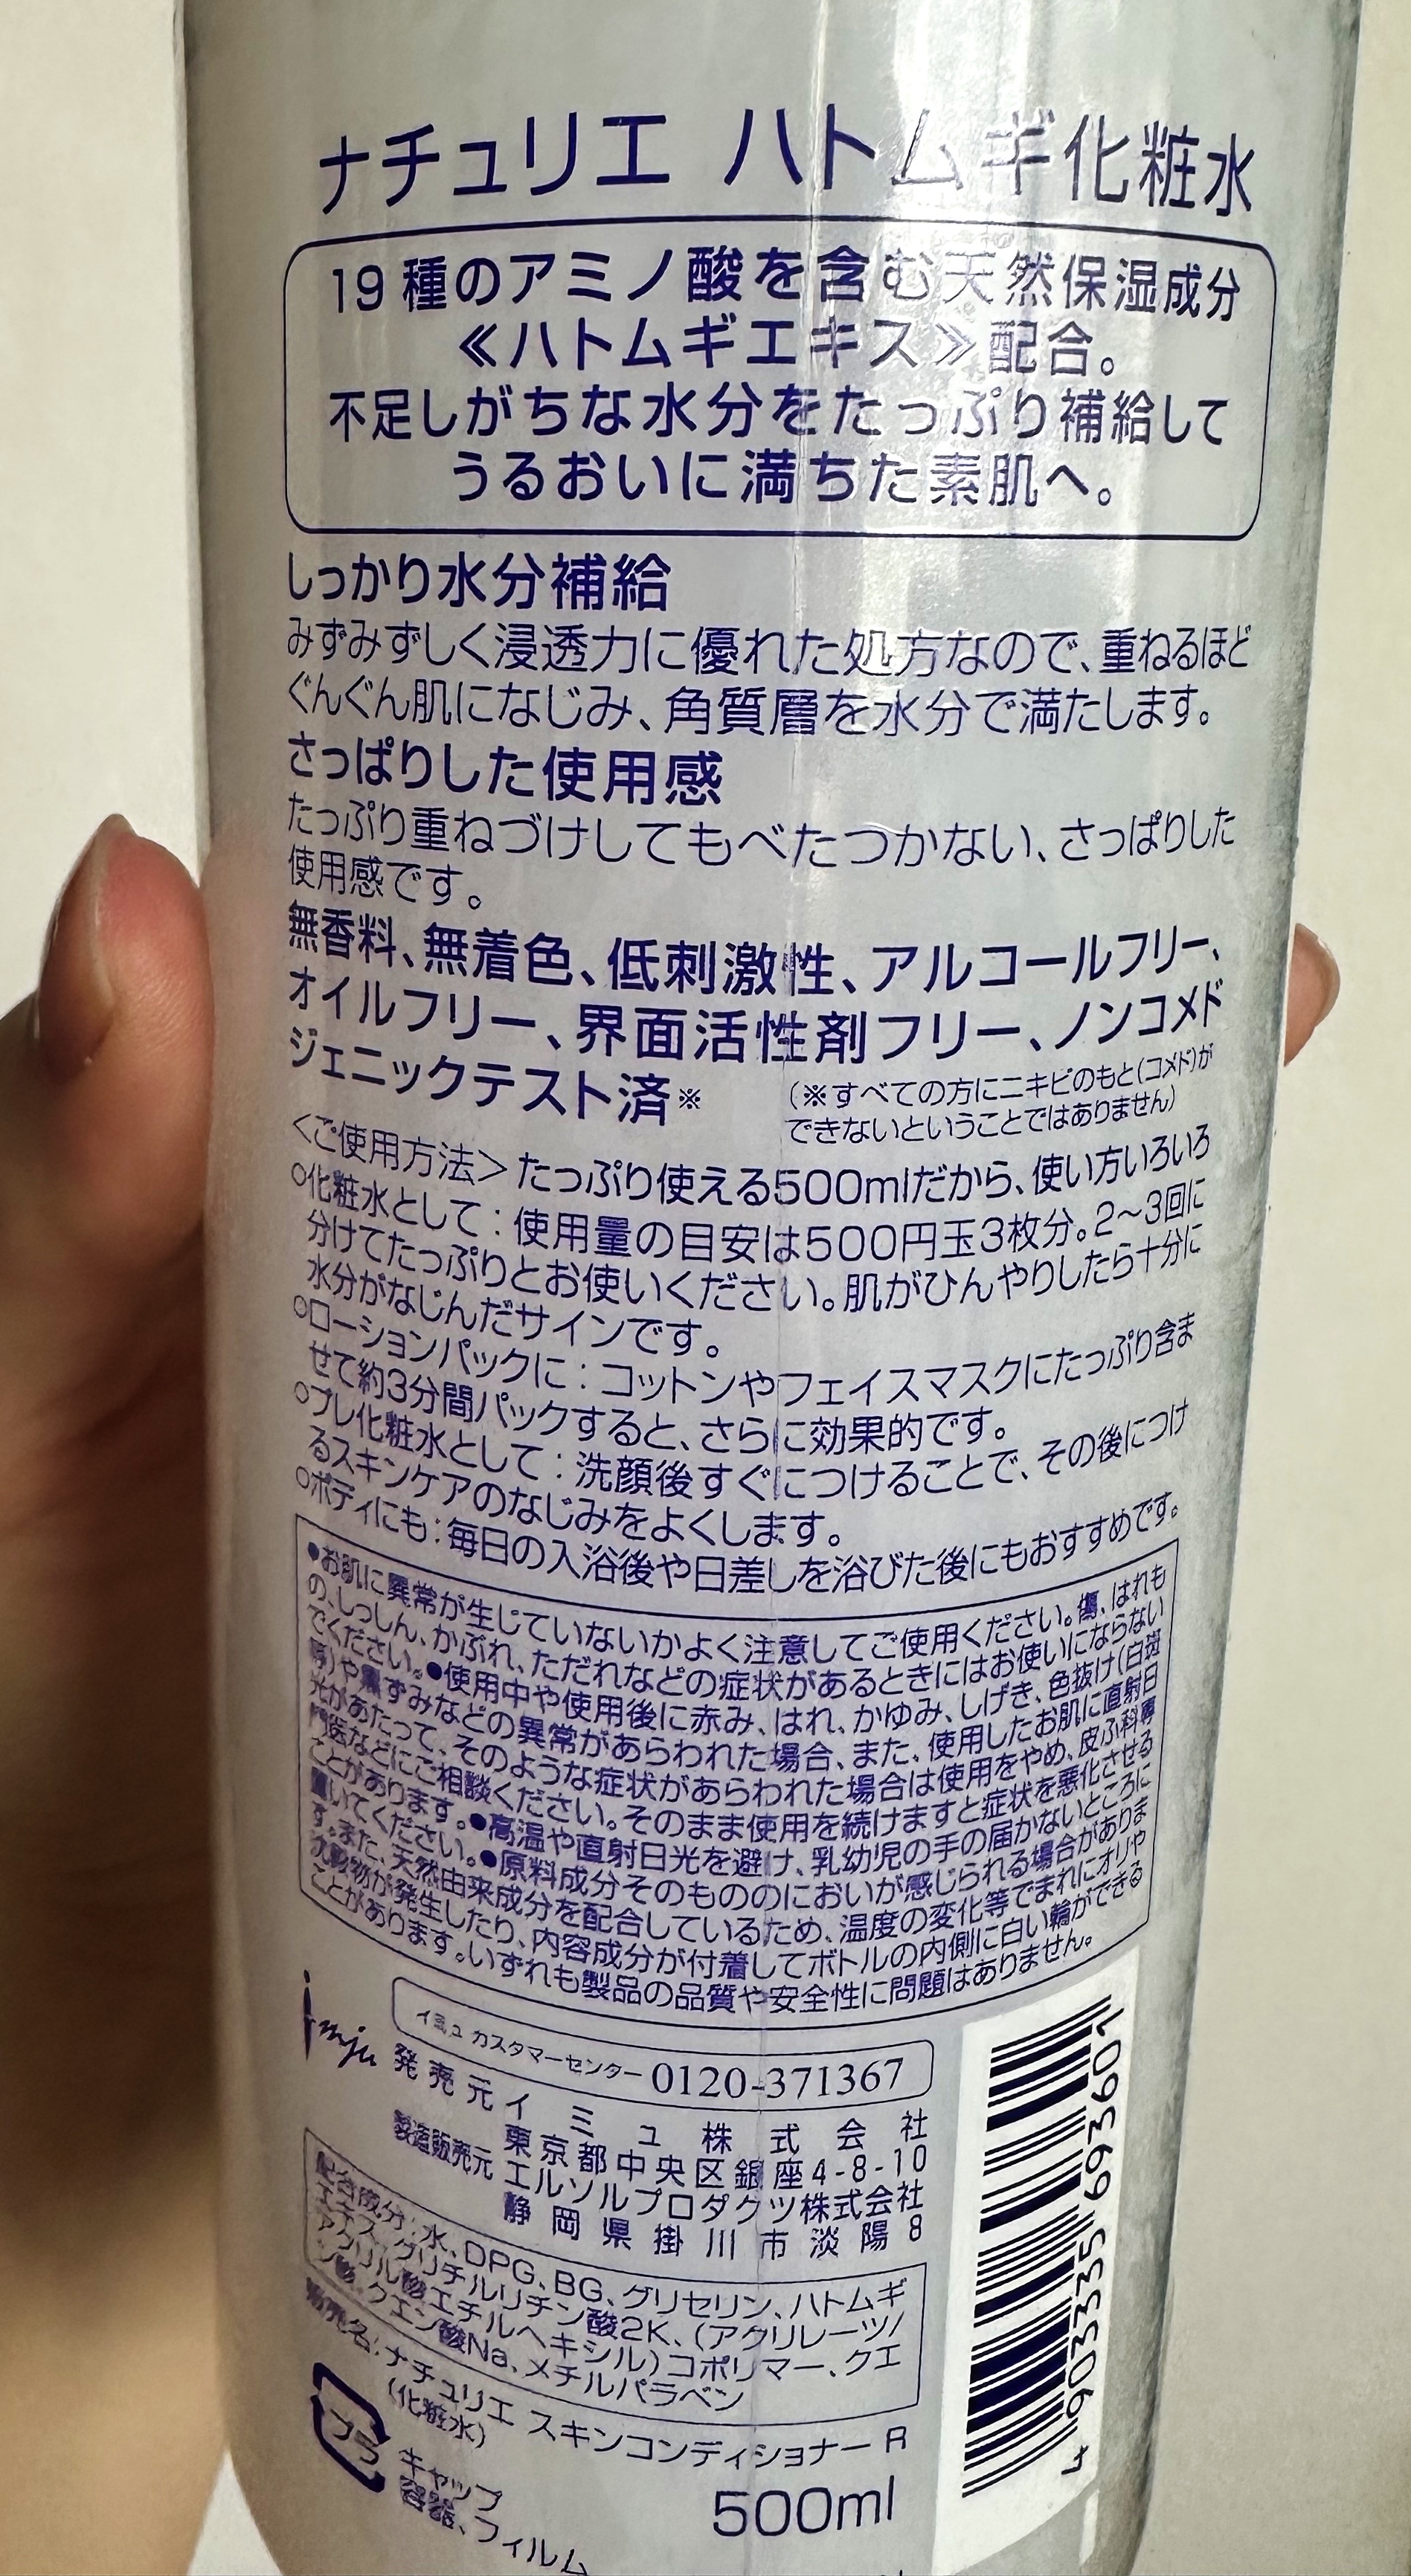 ナチュリエ ハトムギ化粧水
19種のアミノ酸を含む天然保湿成分
≪ハトムギエキス≫配合。
不足しがちな水分をたっぷり補給して
うるおいに満ちた素肌へ。
しっかり水分補給
みずみずしく浸透力に優れた処方なので、重ねるほど
ぐんぐん肌になじみ、角質層を水分で満たします。
さっぱりした使用感
たっぷり重ねづけしてもべたつかない、さっぱりした
使用感です。
無香料、無着色、低刺激性、アルコールフリー、
オイルフリー、界面活性剤フリー、ノンコメド
ジェニックテスト済※
(※すべての方にニキビのもと(コメド)が
できないということではありません)
<ご使用方法>たっぷり使える500mlだから、使い方いろいろ
○化粧水として:使用量の目安は500円玉3枚分。2~3回に
分けてたっぷりとお使いください。肌がひんやりしたら十分に
水分がなじんだサインです。
○ローションパックに:コットンやフェイスマスクにたっぷり含ま
せて約3分間パックすると、さらに効果的です。
○プレ化粧水として:洗顔後すぐにつけることで、その後につけ
るスキンケアのなじみをよくします。
○ボディにも:毎日の入浴後や日差しを浴びた後にもおすすめです。
●お肌に異常が生じていないかよく注意してご使用ください。傷、はれも
の、しっしん、かぶれ、ただれなどの症状があるときにはお使いにならない
でください。●使用中や使用後に赤み、はれ、かゆみ、しげき、色抜け(白斑
等)や黒ずみなどの異常があらわれた場合、また、使用したお肌に直射日
光があたって、そのような症状があらわれた場合は使用をやめ、皮ふ科専
門医などにご相談ください。そのまま使用を続けますと症状を悪化させる
ことがあります。●高温や直射日光を避け、乳幼児の手の届かないところに
置いてください。●原料成分そのもののにおいが感じられる場合がありま
す。また、天然由来成分を配合しているため、温度の変化等でまれにオリや
沈殿物が発生したり、内容成分が付着してボトルの内側に白い輪ができる
ことがあります。いずれも製品の品質や安全性に問題はありません。
imju
イミュ カスタマーセンター 0120-371367
発売元 イミュ株式会社
東京都中央区銀座4-8-10
製造販売元 エルソルプロダクツ株式会社
静岡県掛川市淡陽8
配合成分:水、DPG、BG、グリセリン、ハトムギ
エキス、グリチルリチン酸2K、(アクリレーツ/
アクリル酸エチルヘキシル)コポリマー、クエ
ン酸、クエン酸Na、メチルパラベン
販売名:ナチュリエ スキンコンディショナー R
(化粧水)
プラ
キャップ
容器、フィルム
500ml
4 903335 693601